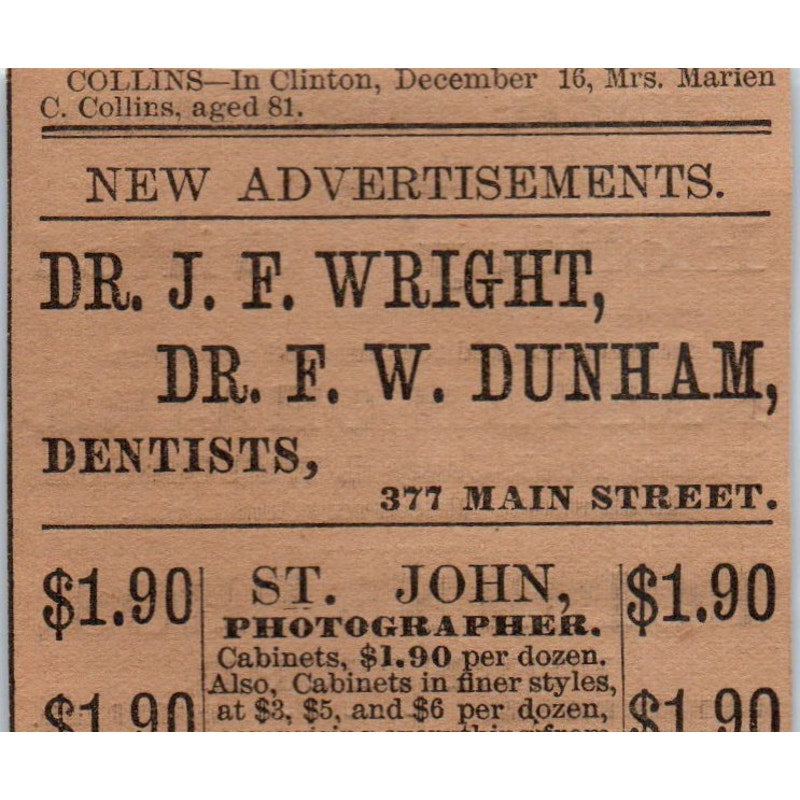 COLLINS—In Clinton, December 16, Mrs. Marien
C. Collins, aged 81.
NEW ADVERTISEMENTS.
DR. J. F. WRIGHT,
DR. F. W. DUNHAM,
DENTISTS,
377 MAIN STREET.
$1.90 ST. JOHN, $1.90
PHOTOGRAPHER.
Cabinets, $1.90 per dozen.
Also, Cabinets in finer styles,
$1.90 at $3, $5, and $6 per dozen, $1.90
everything from